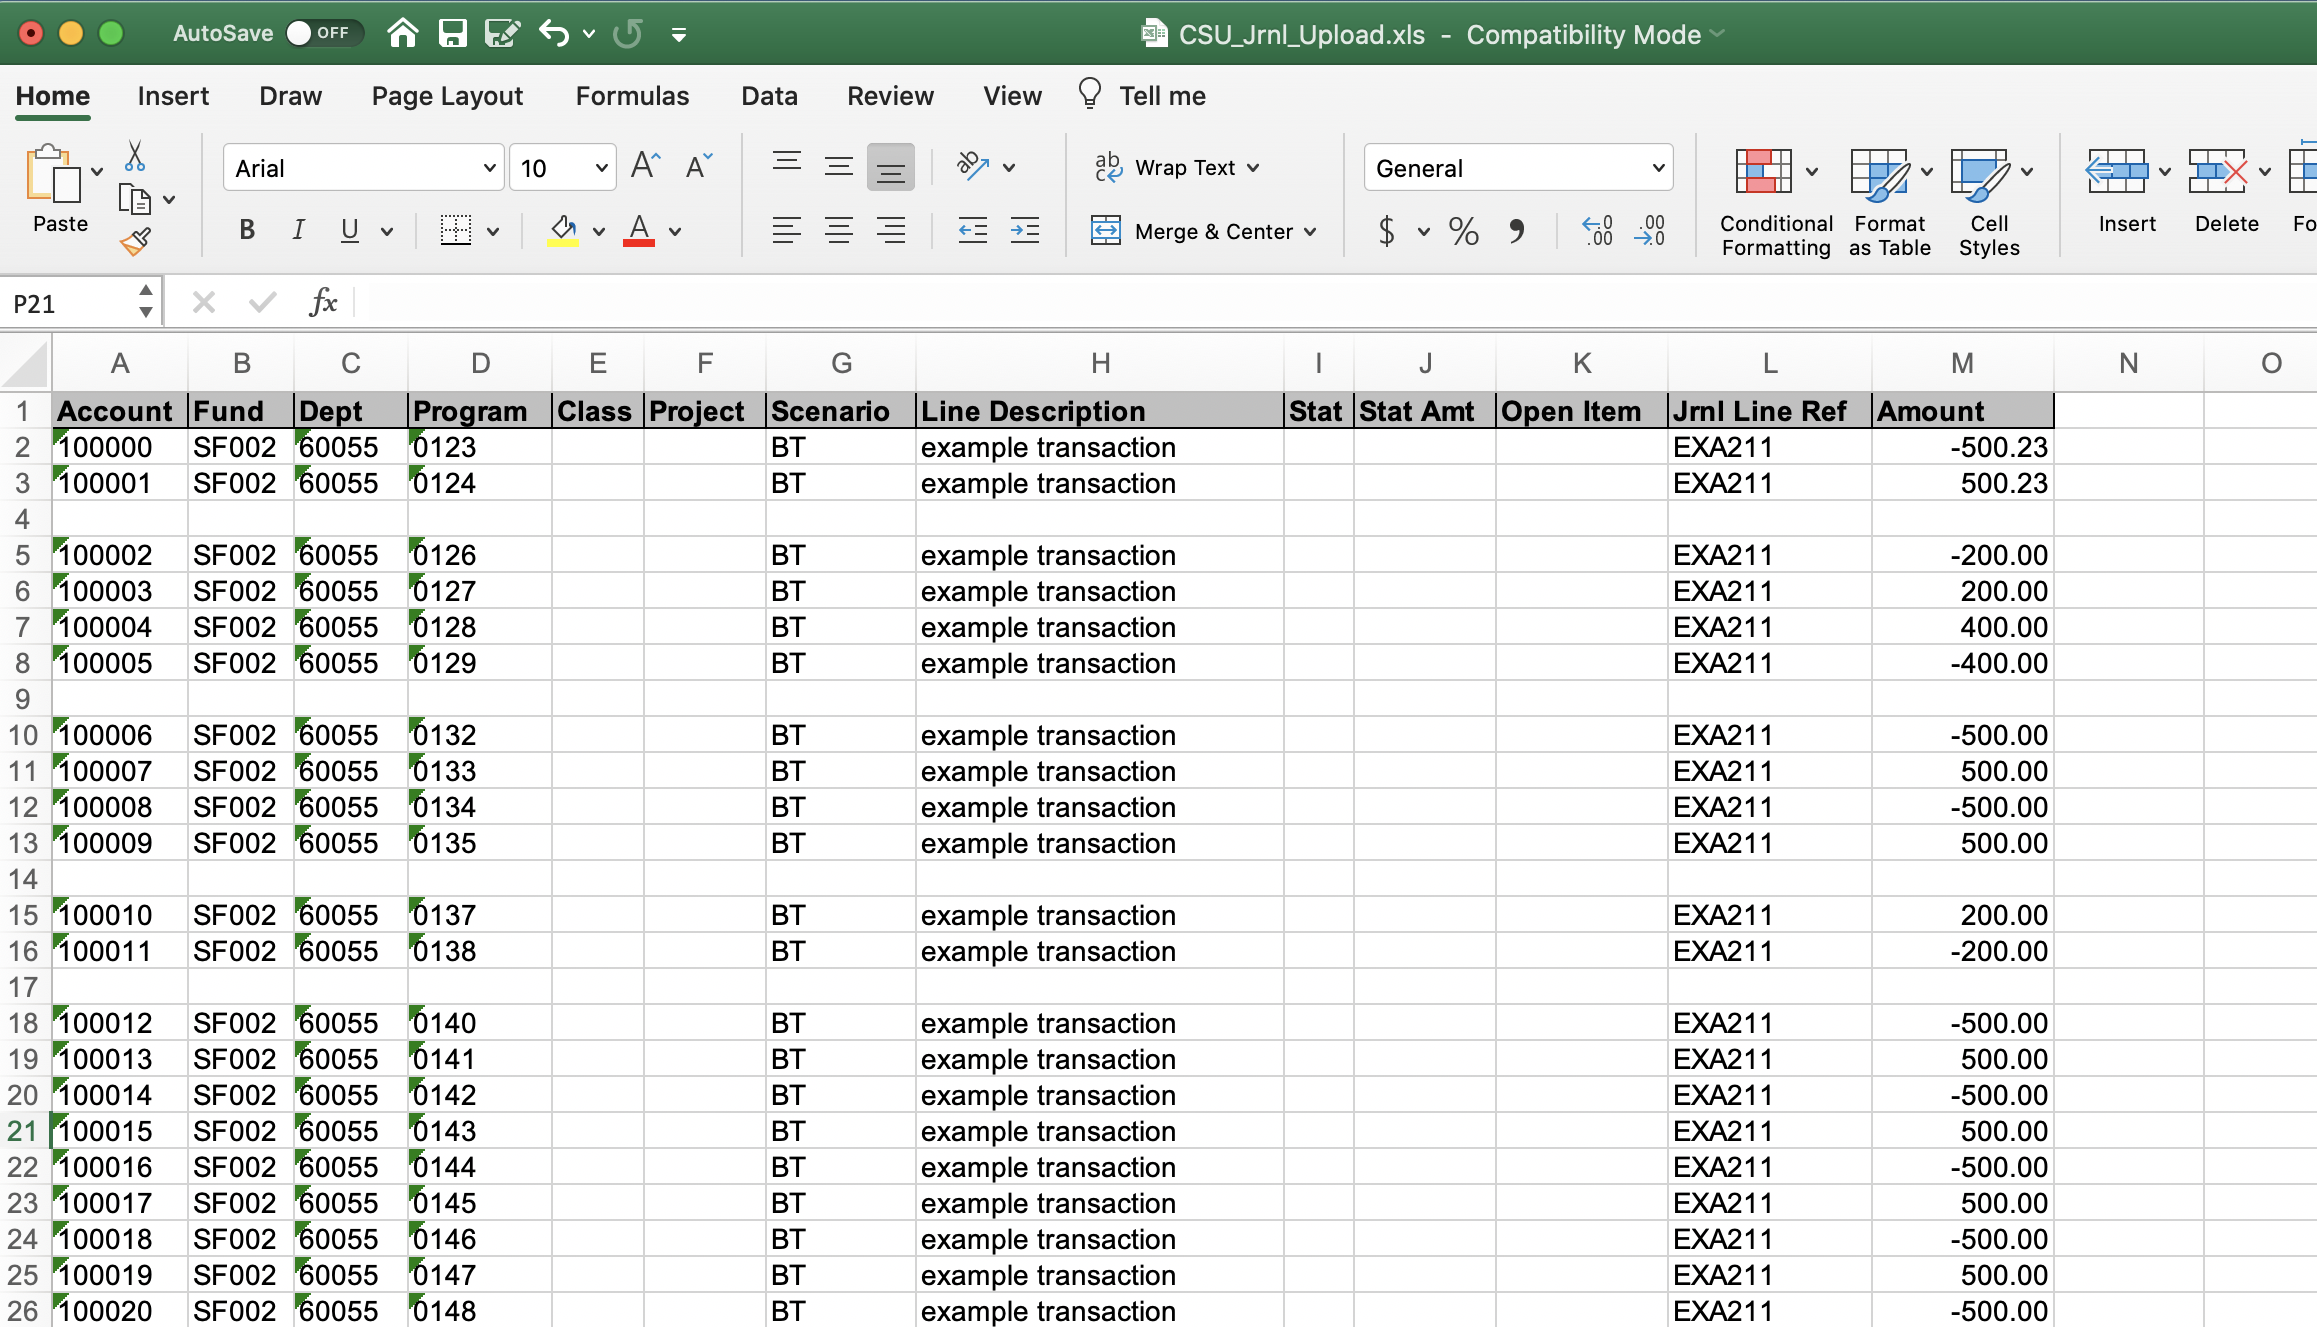 AutoSave OFF CSU_Jrnl_Upload.xls - Compatibility Mode
Home Insert Draw Page Layout Formulas Data Review View Tell me
Paste Arial 10 Wrap Text General Conditional Formatting Format as Table Cell Styles Insert Delete Fo
B I U Merge & Center $ % .00
P21 fx
A B C D E F G H I J K L M N O
1 Account Fund Dept Program Class Project Scenario Line Description Stat Stat Amt Open Item Jrnl Line Ref Amount
2 100000 SF002 60055 0123 BT example transaction EXA211 -500.23
3 100001 SF002 60055 0124 BT example transaction EXA211 500.23
4
5 100002 SF002 60055 0126 BT example transaction EXA211 -200.00
6 100003 SF002 60055 0127 BT example transaction EXA211 200.00
7 100004 SF002 60055 0128 BT example transaction EXA211 400.00
8 100005 SF002 60055 0129 BT example transaction EXA211 -400.00
9
10 100006 SF002 60055 0132 BT example transaction EXA211 -500.00
11 100007 SF002 60055 0133 BT example transaction EXA211 500.00
12 100008 SF002 60055 0134 BT example transaction EXA211 -500.00
13 100009 SF002 60055 0135 BT example transaction EXA211 500.00
14
15 100010 SF002 60055 0137 BT example transaction EXA211 200.00
16 100011 SF002 60055 0138 BT example transaction EXA211 -200.00
17
18 100012 SF002 60055 0140 BT example transaction EXA211 -500.00
19 100013 SF002 60055 0141 BT example transaction EXA211 500.00
20 100014 SF002 60055 0142 BT example transaction EXA211 -500.00
21 100015 SF002 60055 0143 BT example transaction EXA211 500.00
22 100016 SF002 60055 0144 BT example transaction EXA211 -500.00
23 100017 SF002 60055 0145 BT example transaction EXA211 500.00
24 100018 SF002 60055 0146 BT example transaction EXA211 -500.00
25 100019 SF002 60055 0147 BT example transaction EXA211 500.00
26 100020 SF002 60055 0148 BT example transaction EXA211 -500.00